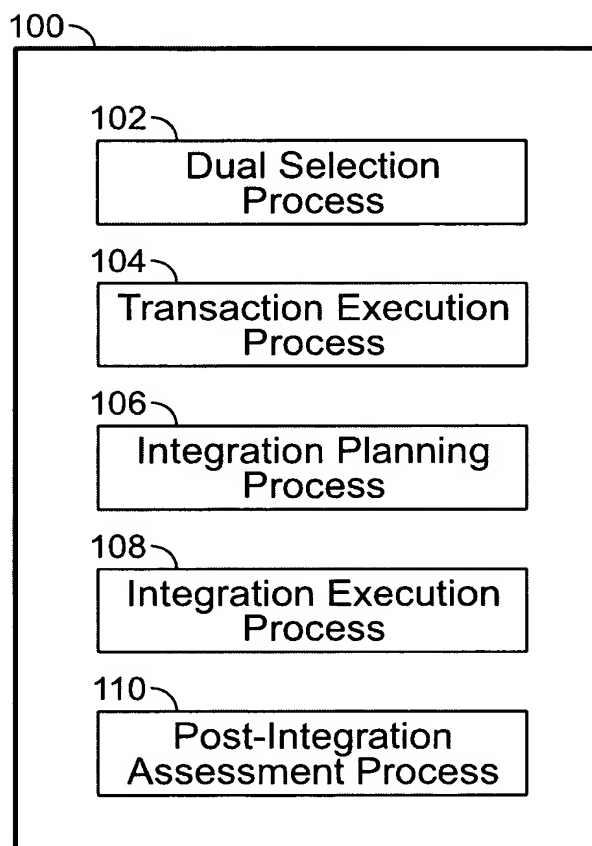 100
102
Dual Selection
Process
104
Transaction Execution
Process
106
Integration Planning
Process
108
Integration Execution
Process
110
Post-Integration
Assessment Process